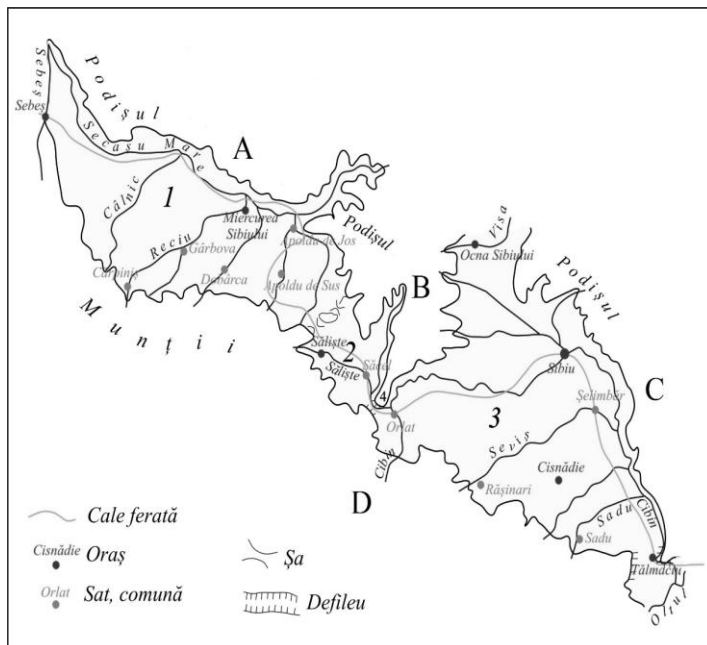 Sebeș
Podișul
Sebeș
Secașu Mare
A
Câlnic
1
Reciu
Miercurea
Sibiului
Gârbova
Apoldu de Jos
Podișul
Visa
Ocna Sibiului
Podișul
Cărpiniș
Dobârca
Apoldu de Sus
B
Munții
Săliște
2
Săliște
Sibiu
Săcel
4
C
Orlat
3
Șelimbăr
Cibin
Seviș
Cisnădie
D
Rășinari
Sadu
Cibin
Sadu
Tălmaciu
Oltul
Cale ferată
Cisnădie
Oraș
Șa
Orlat
Sat, comună
Defileu